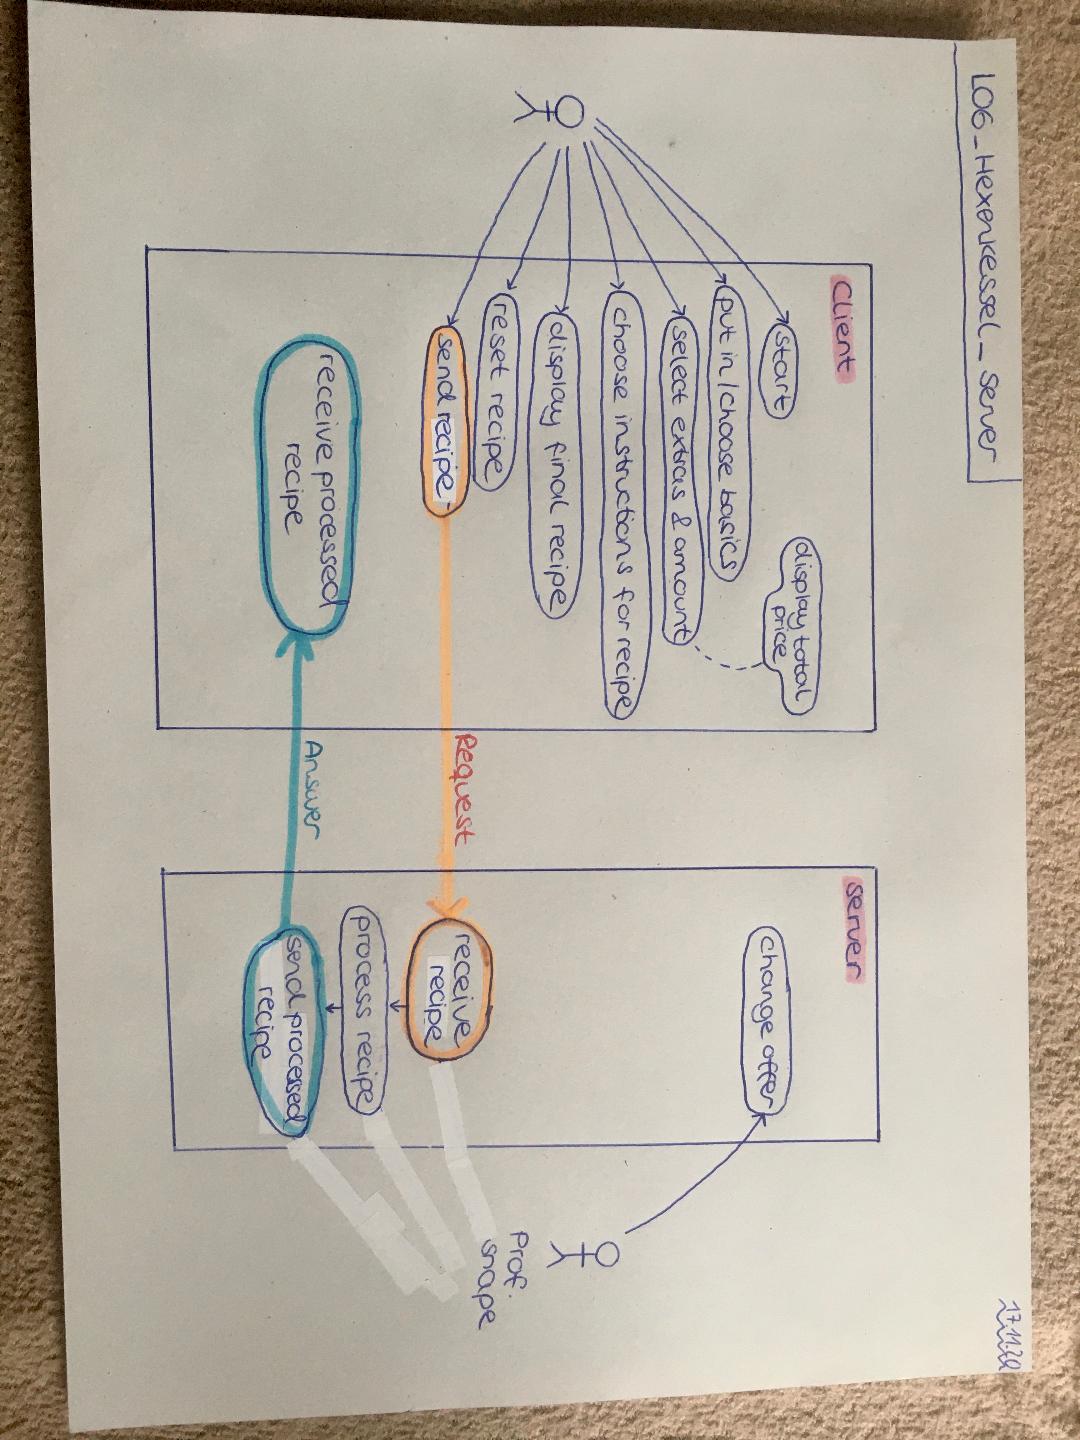 L06_Hexenkessel_Server
17.11.20
Client
display total
price
start
put in / choose basics
select extras & amount
choose instructions for recipe
display final recipe
reset recipe
send recipe
Request
receive processed
recipe
Answer
server
change offer
Prof.
snape
receive
recipe
process recipe
send processed
recipe